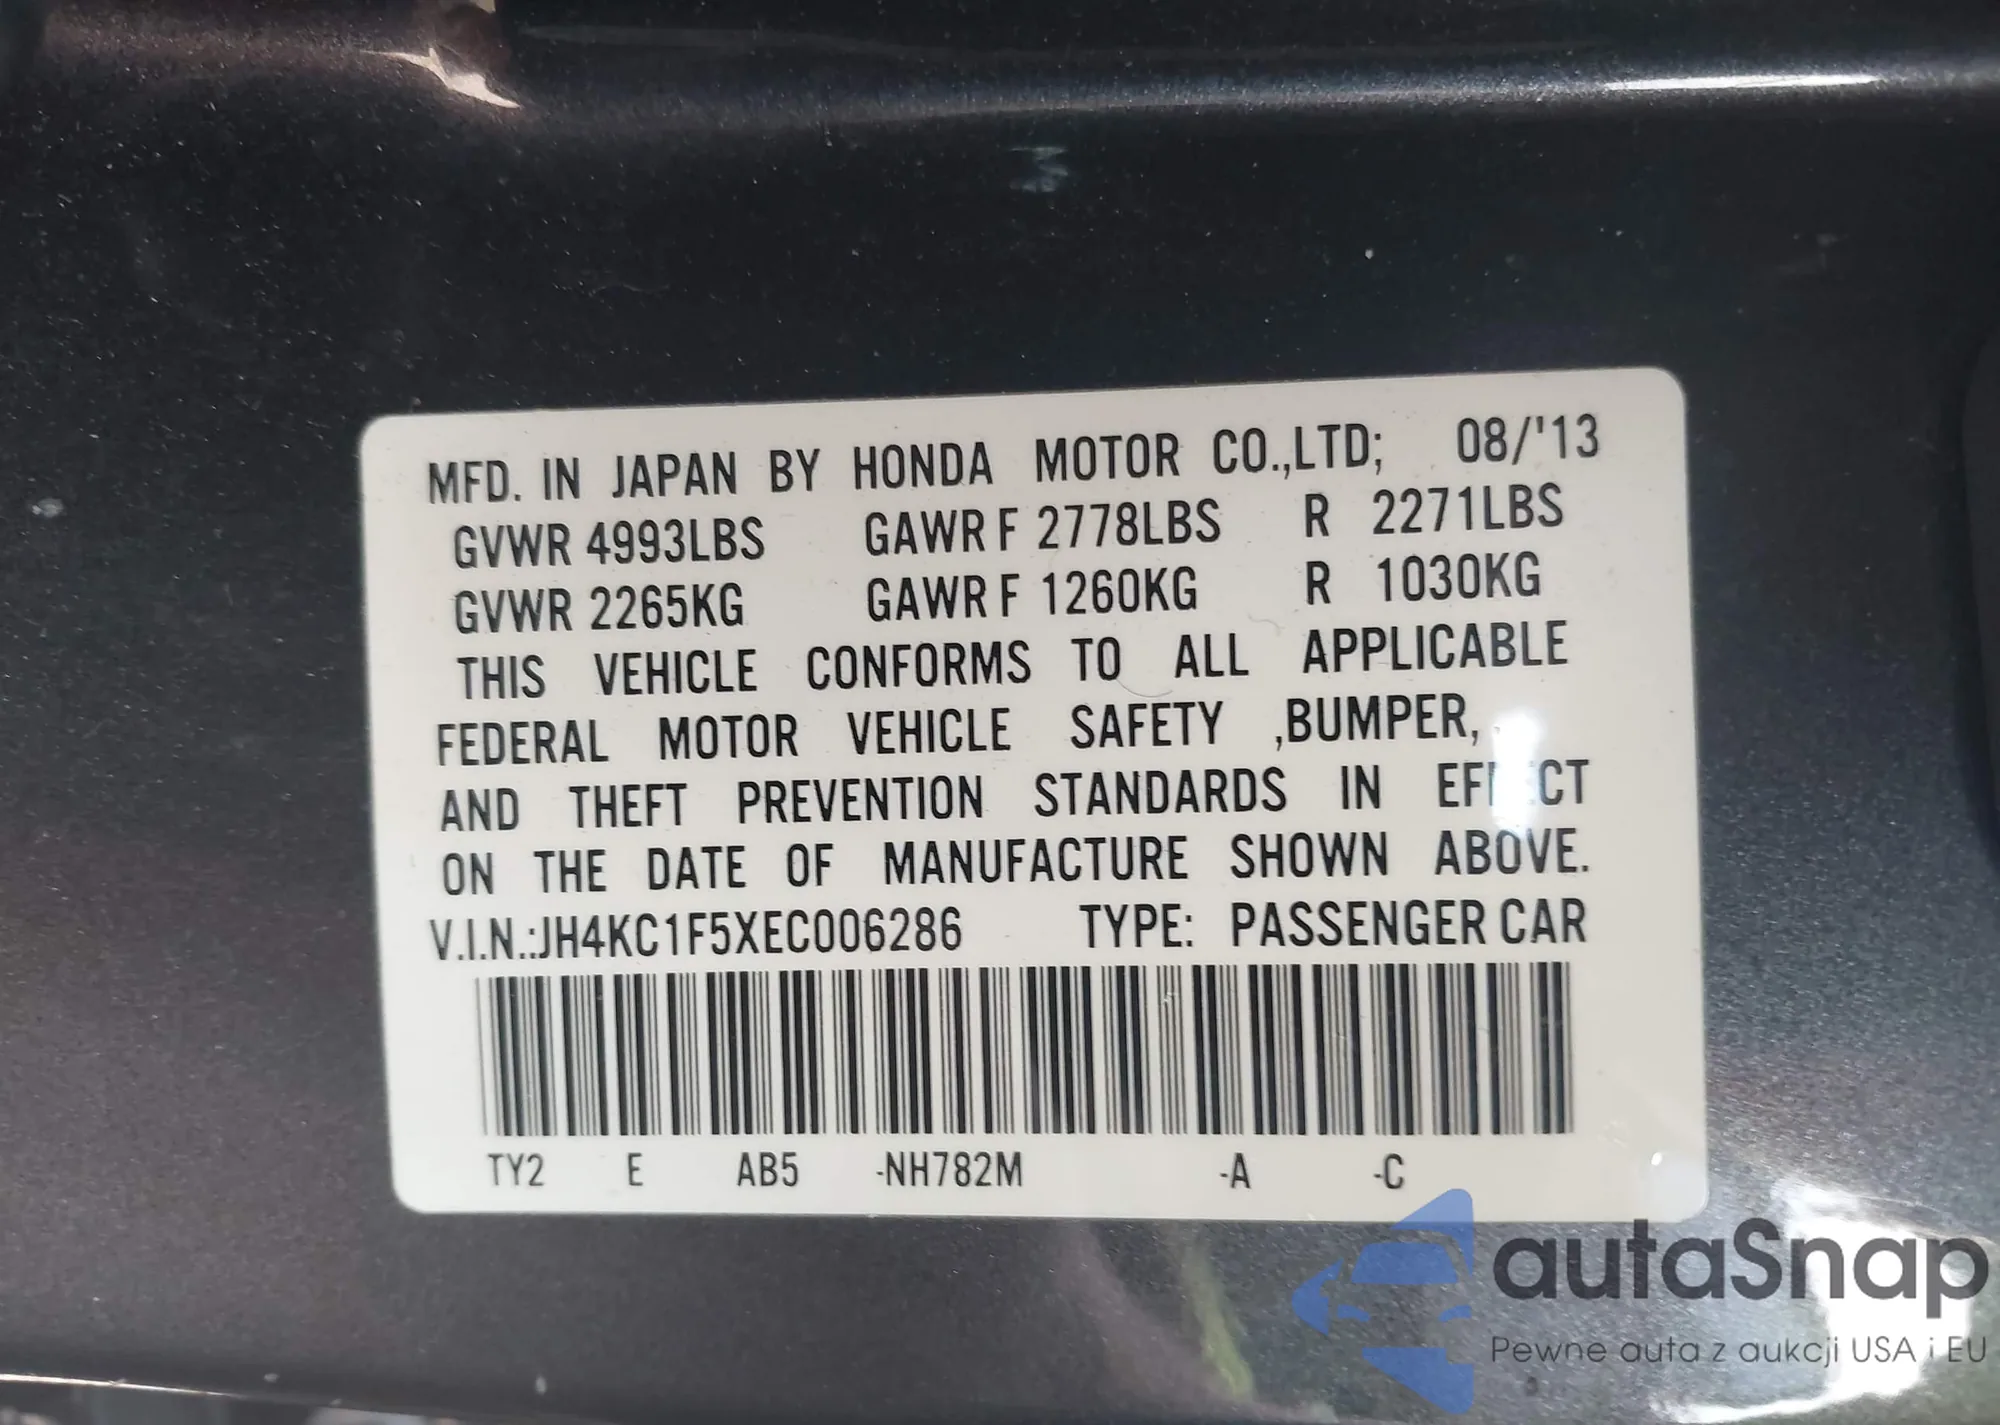 MFD. IN JAPAN BY HONDA MOTOR CO.,LTD; 08/'13
GVWR 4993LBS GAWR F 2778LBS R 2271LBS
GVWR 2265KG GAWR F 1260KG R 1030KG
THIS VEHICLE CONFORMS TO ALL APPLICABLE
FEDERAL MOTOR VEHICLE SAFETY ,BUMPER,
AND THEFT PREVENTION STANDARDS IN EFFECT
ON THE DATE OF MANUFACTURE SHOWN ABOVE.
V.I.N.:JH4KC1F5XEC006286 TYPE: PASSENGER CAR
TY2 E AB5 -NH782M -A -C
autaSnap
Pewne auta z aukcji USA i EU